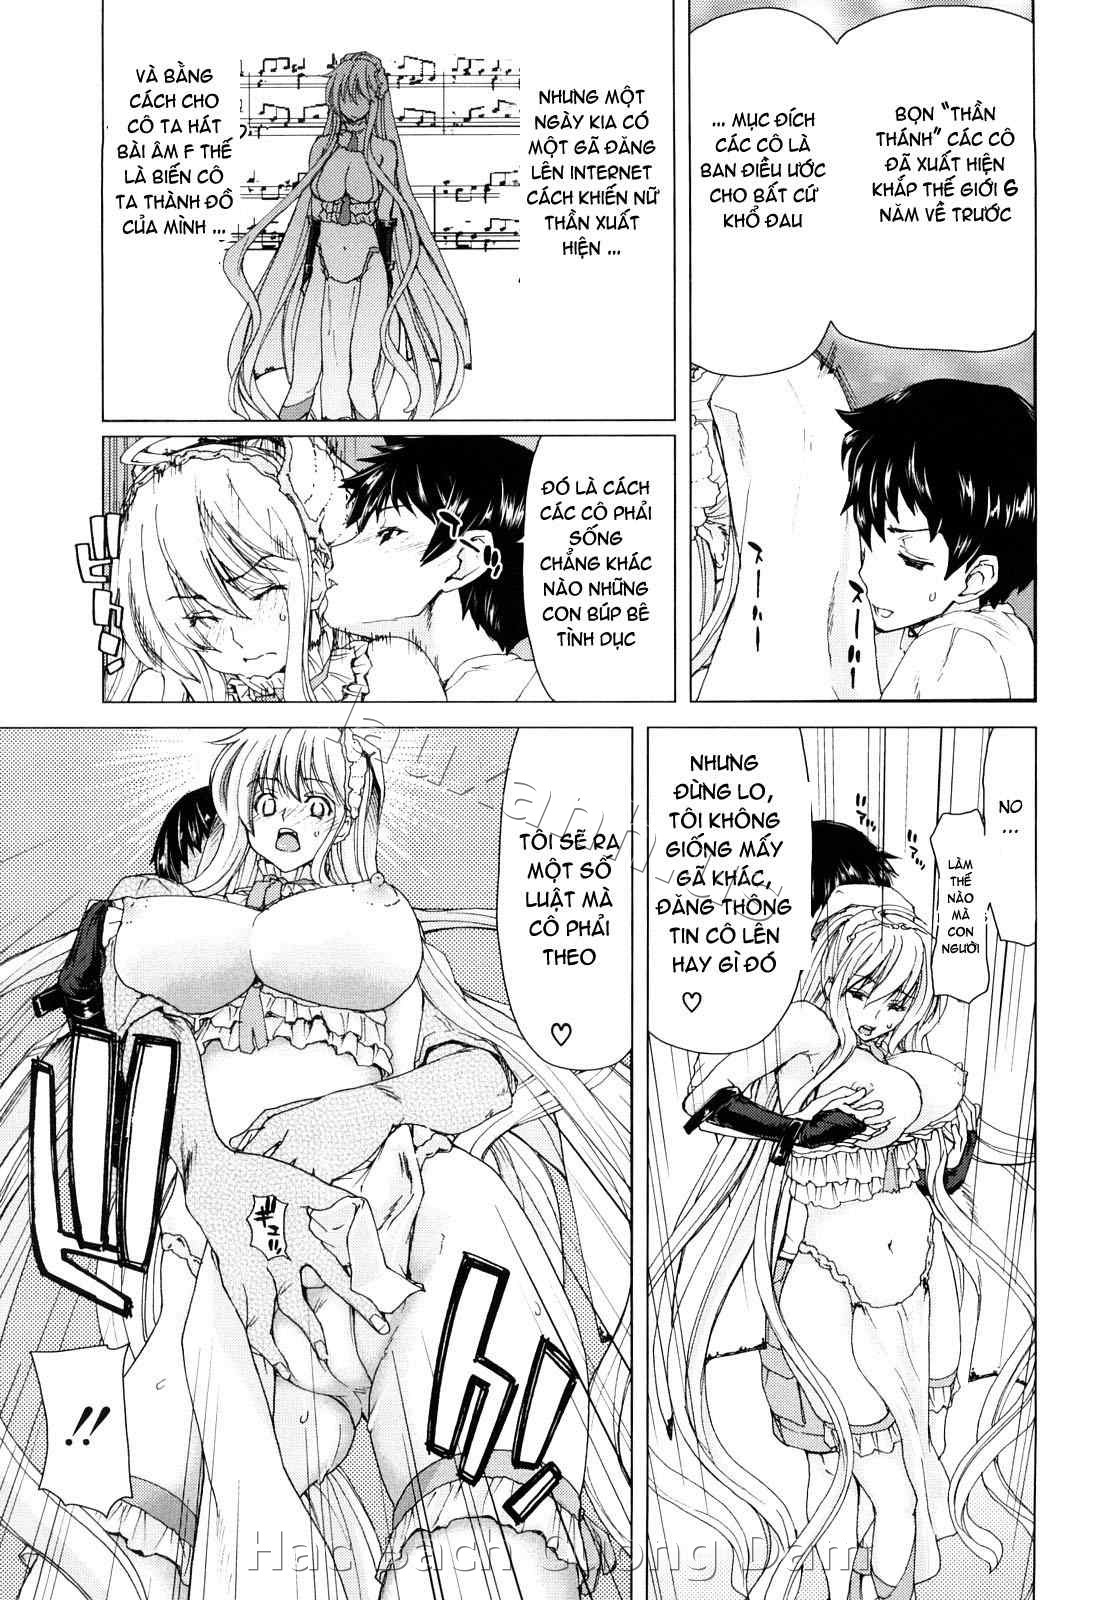 BỌN "THẦN
THÁNH" CÁC CÔ
ĐÃ XUẤT HIỆN
KHẮP THẾ GIỚI 6
NĂM VỀ TRƯỚC
... MỤC ĐÍCH
CÁC CÔ LÀ
BAN ĐIỀU ƯỚC
CHO BẤT CỨ
KHỔ ĐAU
NHƯNG MỘT
NGÀY KIA CÓ
MỘT GÃ ĐĂNG
LÊN INTERNET
CÁCH KHIẾN NỮ
THẦN XUẤT
HIỆN ...
VÀ BẰNG
CÁCH CHO
CÔ TA HÁT
BÀI ÂM F THẾ
LÀ BIẾN CÔ
TA THÀNH ĐỒ
CỦA MÌNH ...
ĐÓ LÀ CÁCH
CÁC CÔ PHẢI
SỐNG
CHẲNG KHÁC
NÀO NHỮNG
CON BÚP BÊ
TÌNH DỤC
NO
...
LÀM
THẾ
NÀO
MÀ
CON
NGƯỜI
NHƯNG
ĐỪNG LO,
TÔI KHÔNG
GIỐNG MẤY
GÃ KHÁC,
ĐĂNG THÔNG
TIN CÔ LÊN
HAY GÌ ĐÓ
♡
TÔI SẼ RA
MỘT SỐ
LUẬT MÀ
CÔ PHẢI
THEO
♡
ギュッ
!!